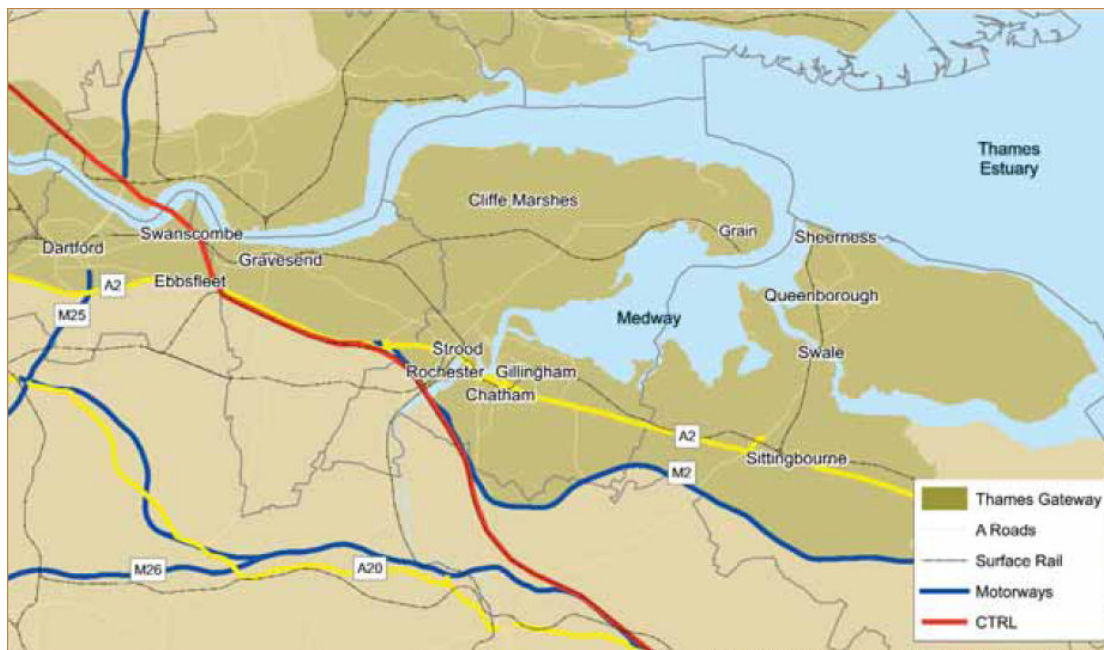 Thames
Estuary
Cliffe Marshes
Grain
Sheerness
Swanscombe
Dartford
Gravesend
Ebbsfleet
A2
M25
Queenborough
Medway
Strood
Swale
Rochester
Gillingham
Chatham
A2
Sittingbourne
M2
M26
A20
Thames Gateway
A Roads
Surface Rail
Motorways
CTRL